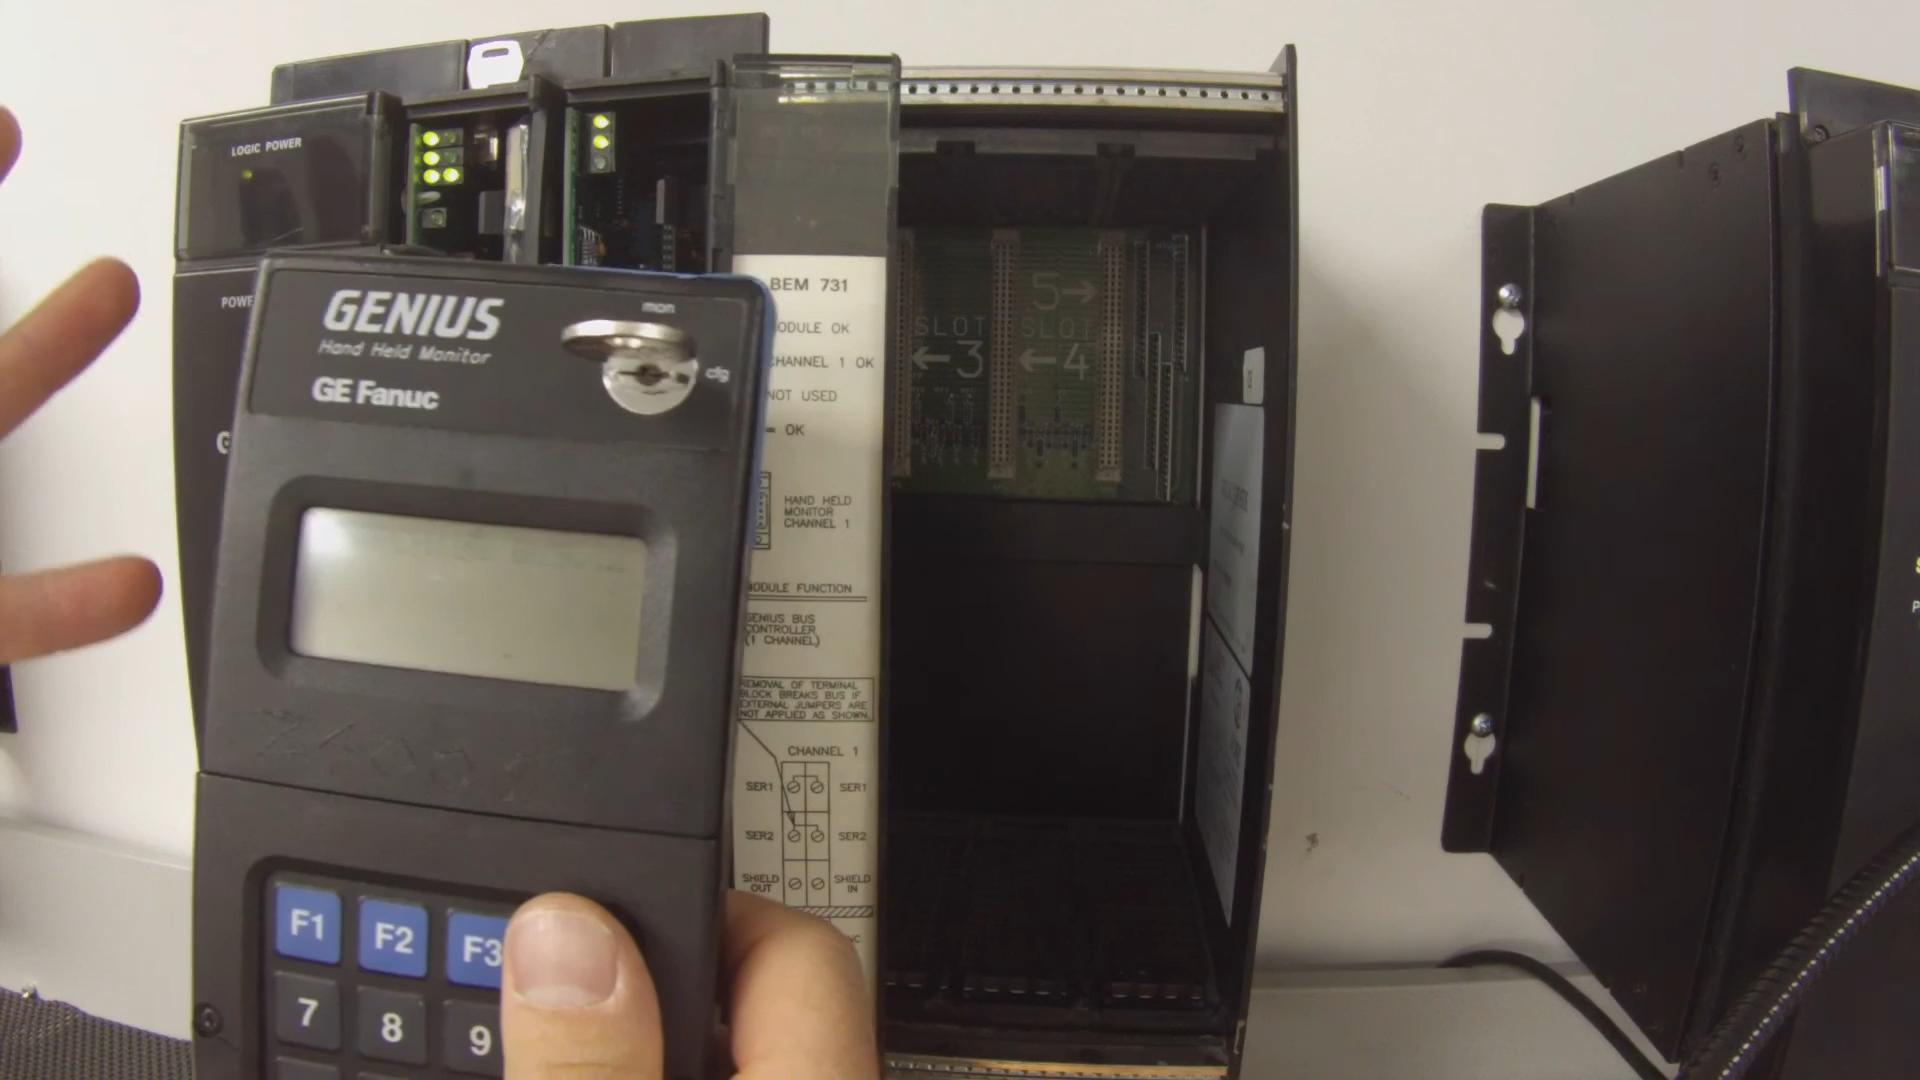 LOGIC POWER
POWE
GENIUS
Hand Held Monitor
GE Fanuc
mon
cfg
F1
F2
F3
7
8
9
BEM 731
ODULE OK
CHANNEL 1 OK
NOT USED
= OK
HAND HELD
MONITOR
CHANNEL 1
MODULE FUNCTION
GENIUS BUS
CONTROLLER
(1 CHANNEL)
REMOVAL OF TERMINAL
BLOCK BREAKS BUS IF
EXTERNAL JUMPERS ARE
NOT APPLIED AS SHOWN.
CHANNEL 1
SER1 SER1
SER2 SER2
SHIELD OUT
SHIELD IN
5→
SLOT SLOT
←3 ←4